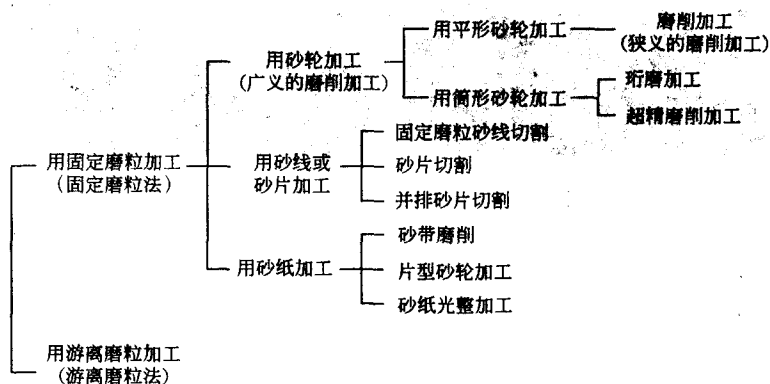 用平形砂轮加工
磨削加工
(狭义的磨削加工)
用砂轮加工
(广义的磨削加工)
用筒形砂轮加工
珩磨加工
超精磨削加工
用固定磨粒加工
(固定磨粒法)
用砂线或
砂片加工
固定磨粒砂线切割
砂片切割
并排砂片切割
用砂纸加工
砂带磨削
片型砂轮加工
砂纸光整加工
用游离磨粒加工
(游离磨粒法)